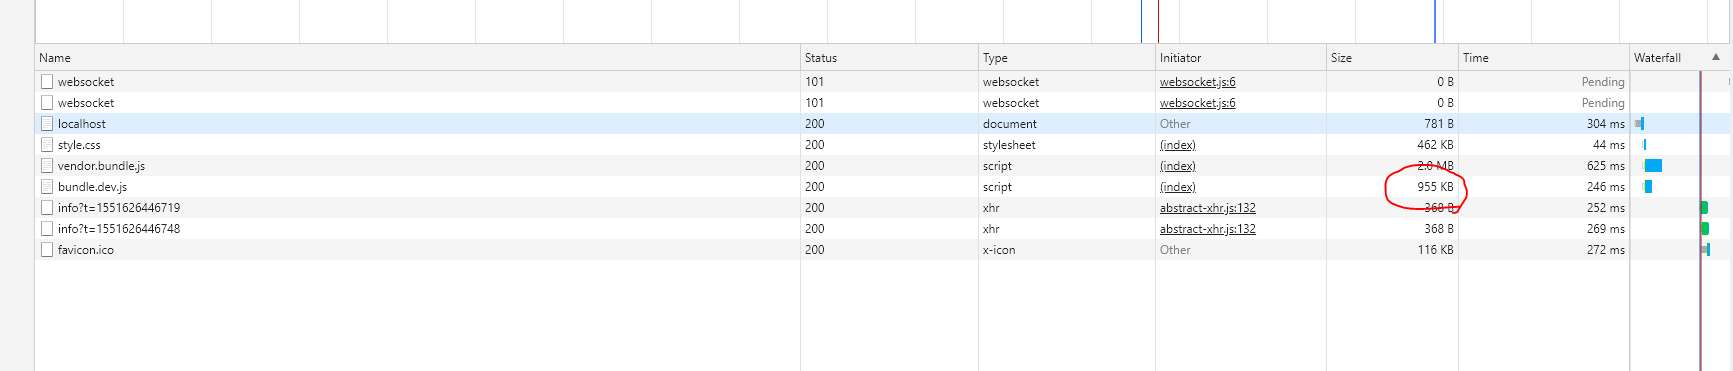 Name Status Type Initiator Size Time Waterfall
websocket 101 websocket websocket.js:6 0 B Pending
websocket 101 websocket websocket.js:6 0 B Pending
localhost 200 document Other 781 B 304 ms
style.css 200 stylesheet (index) 462 KB 44 ms
vendor.bundle.js 200 script (index) 2.0 MB 625 ms
bundle.dev.js 200 script (index) 955 KB 246 ms
info?t=1551626446719 200 xhr abstract-xhr.js:132 368 B 252 ms
info?t=1551626446748 200 xhr abstract-xhr.js:132 368 B 269 ms
favicon.ico 200 x-icon Other 116 KB 272 ms